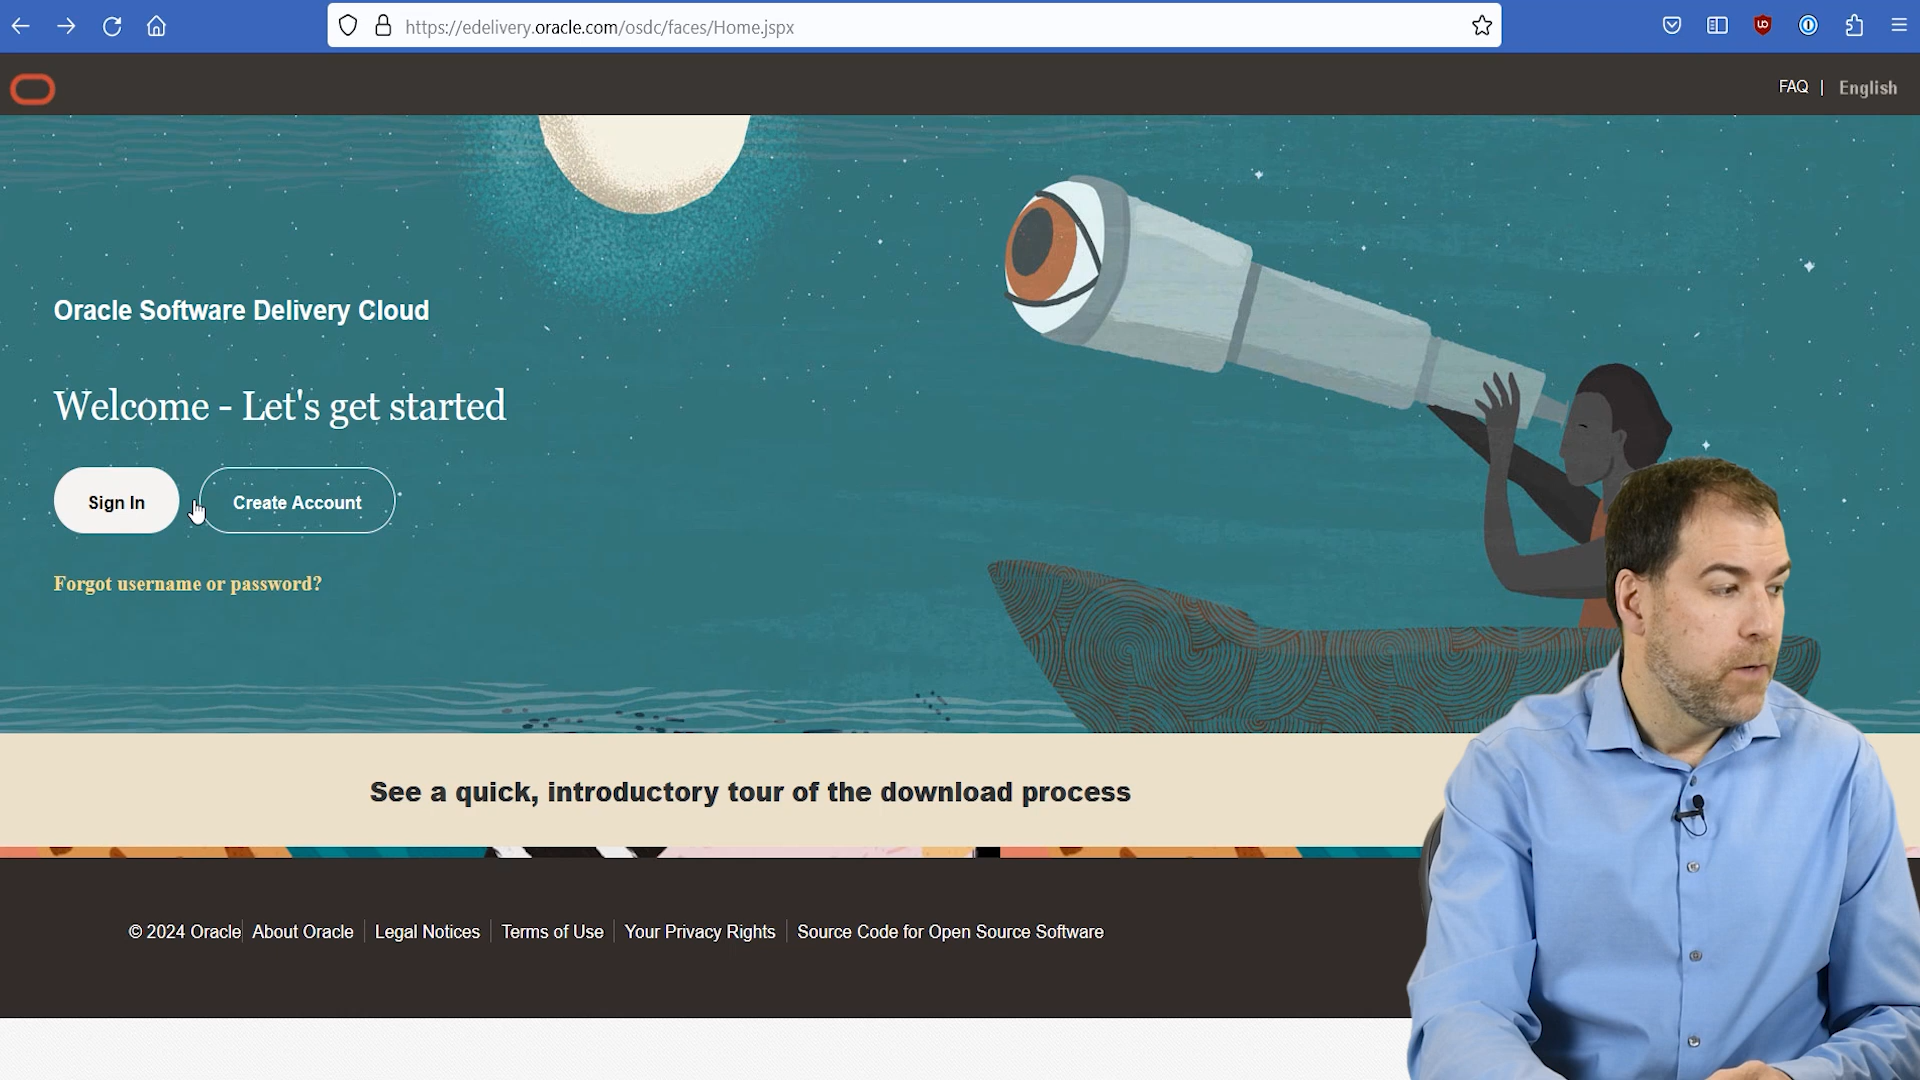 https://edelivery.oracle.com/osdc/faces/Home.jspx
FAQ | English
Oracle Software Delivery Cloud
Welcome - Let's get started
Sign In
Create Account
Forgot username or password?
See a quick, introductory tour of the download process
© 2024 Oracle
About Oracle
Legal Notices
Terms of Use
Your Privacy Rights
Source Code for Open Source Software